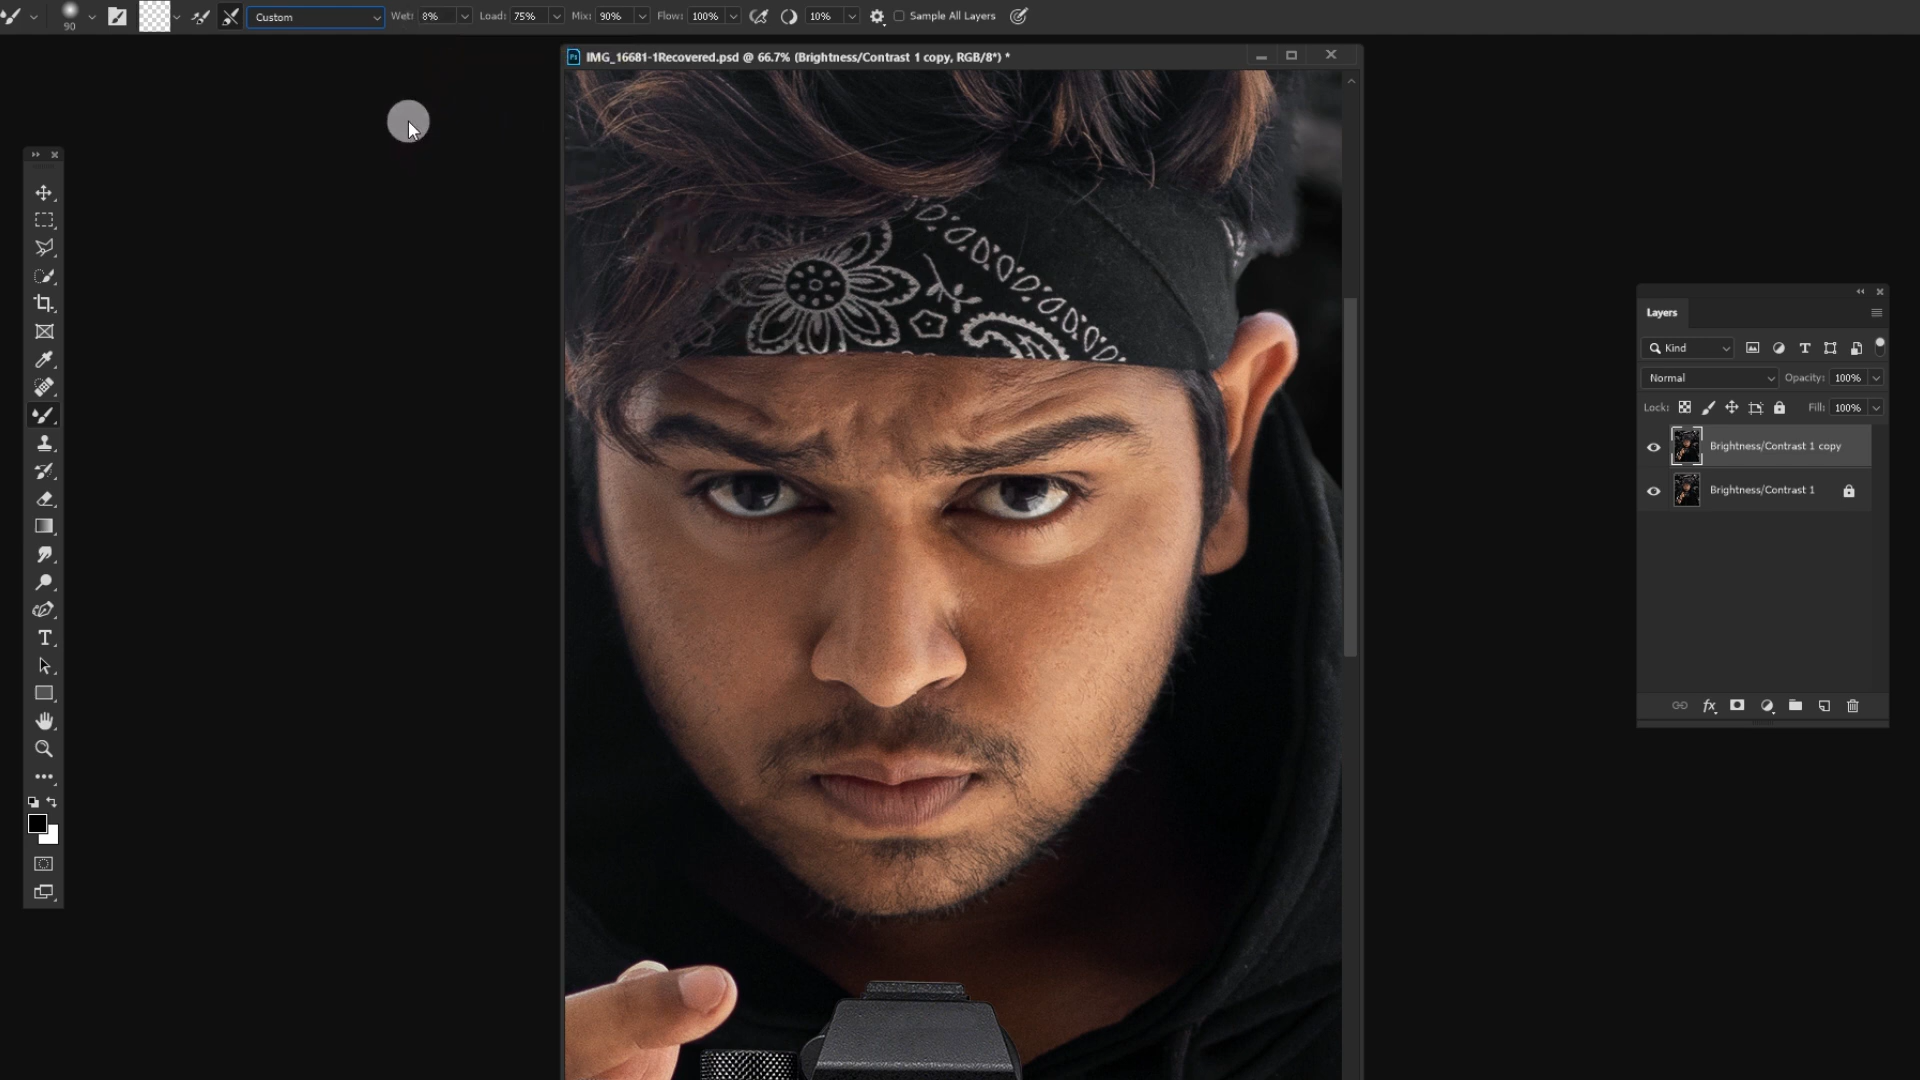 90
Custom
Wet: 8%
Load: 75%
Mix: 90%
Flow: 100%
10%
Sample All Layers
IMG_16681-1Recovered.psd @ 66.7% (Brightness/Contrast 1 copy, RGB/8*) *
Layers
Kind
Normal
Opacity: 100%
Lock:
Fill: 100%
Brightness/Contrast 1 copy
Brightness/Contrast 1